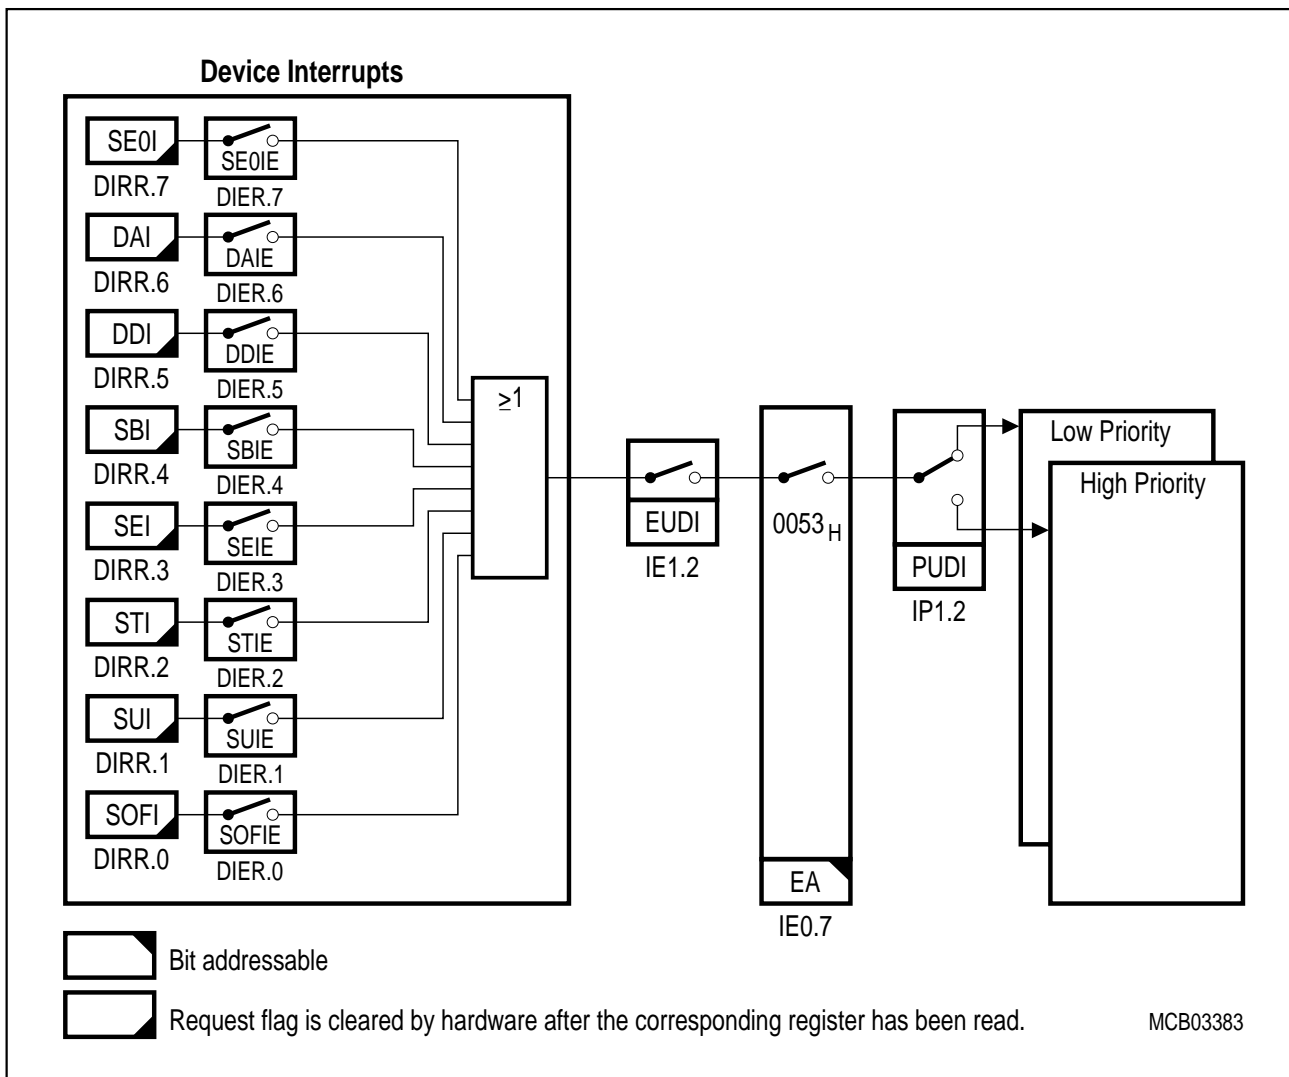 Device Interrupts
SE0I
SE0IE
DIRR.7
DIER.7
DAI
DAIE
DIRR.6
DIER.6
DDI
DDIE
DIRR.5
DIER.5
SBI
SBIE
DIRR.4
DIER.4
SEI
SEIE
DIRR.3
DIER.3
STI
STIE
DIRR.2
DIER.2
SUI
SUIE
DIRR.1
DIER.1
SOFI
SOFIE
DIRR.0
DIER.0
≥1
EUDI
IE1.2
0053 H
EA
IE0.7
PUDI
IP1.2
Low Priority
High Priority
Bit addressable
Request flag is cleared by hardware after the corresponding register has been read.
MCB03383